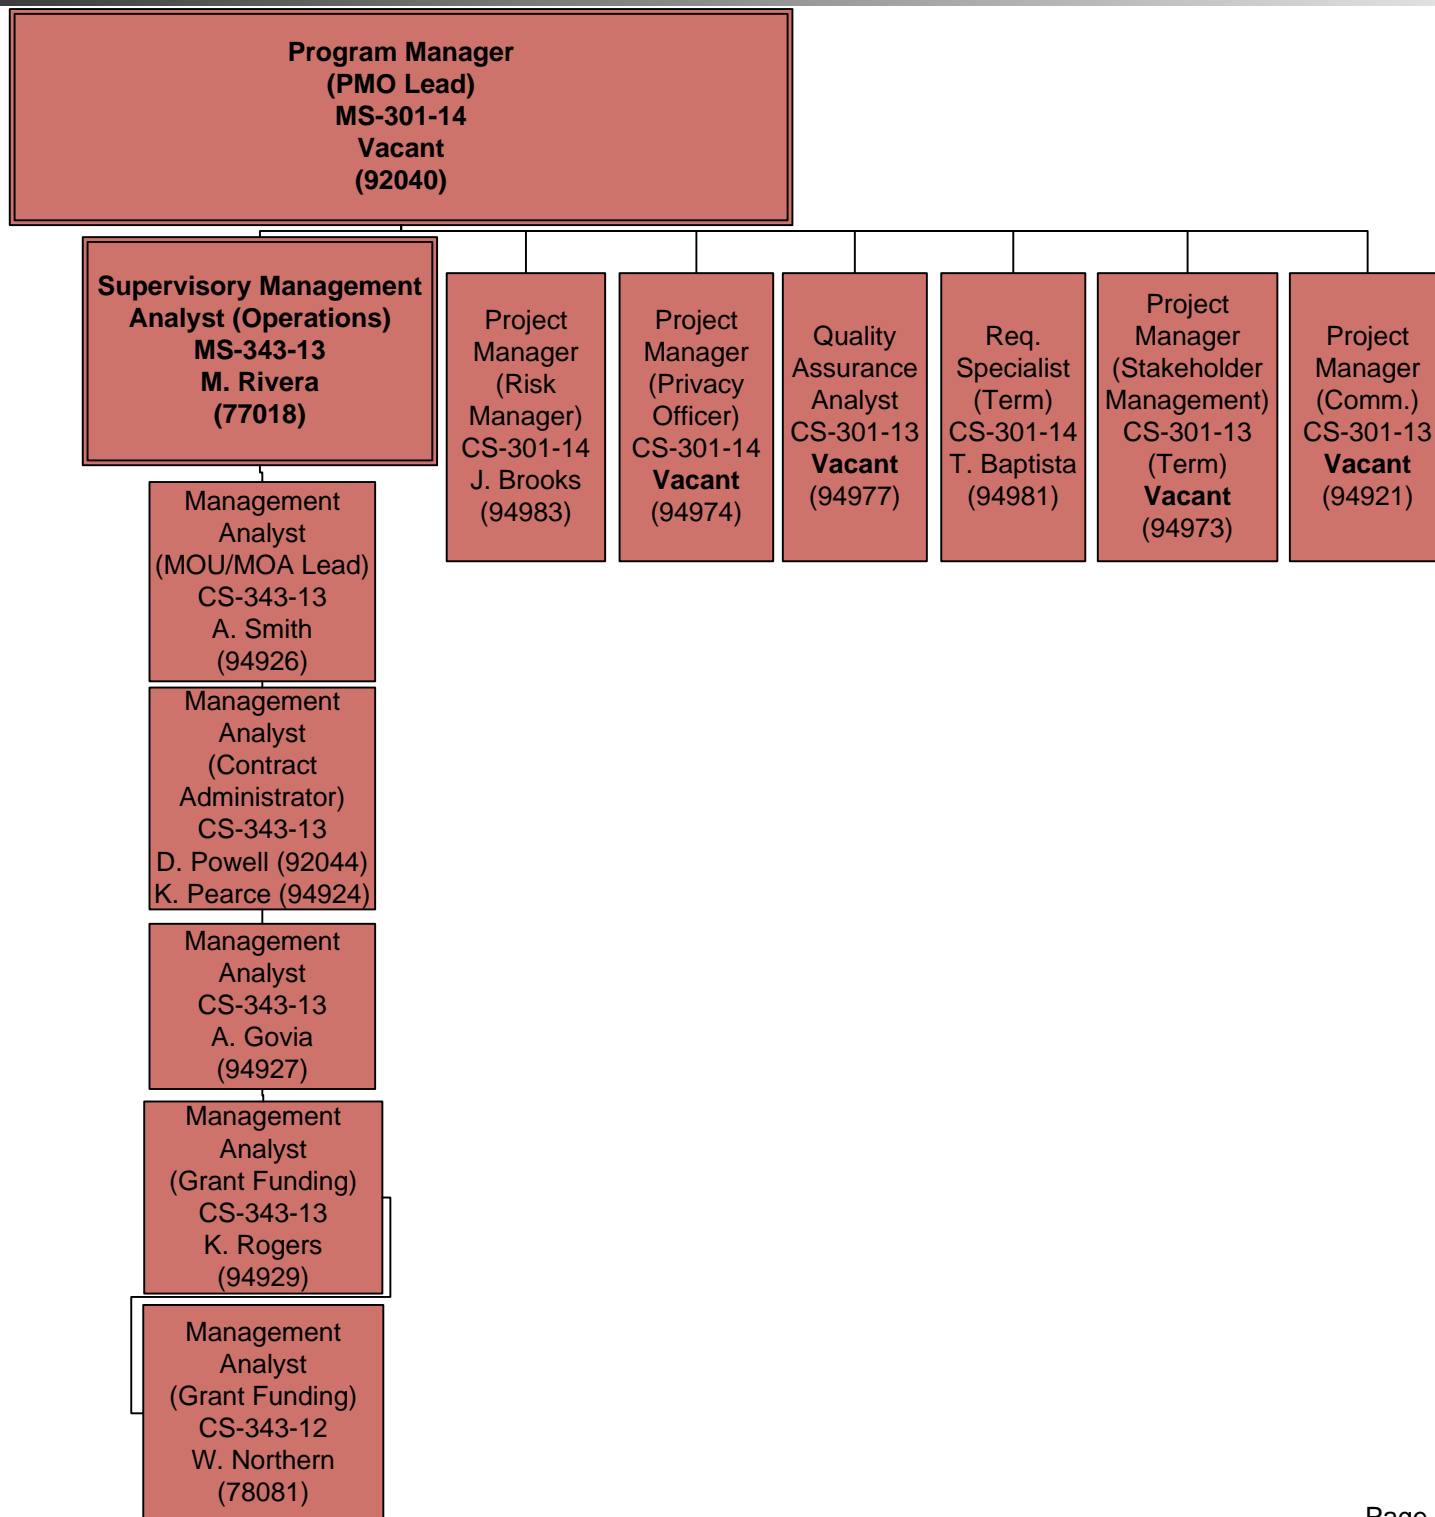 Program Manager
(PMO Lead)
MS-301-14
Vacant
(92040)
Supervisory Management
Analyst (Operations)
MS-343-13
M. Rivera
(77018)
Project
Manager
(Risk
Manager)
CS-301-14
J. Brooks
(94983)
Project
Manager
(Privacy
Officer)
CS-301-14
Vacant
(94974)
Quality
Assurance
Analyst
CS-301-13
Vacant
(94977)
Req.
Specialist
(Term)
CS-301-14
T. Baptista
(94981)
Project
Manager
(Stakeholder
Management)
CS-301-13
(Term)
Vacant
(94973)
Project
Manager
(Comm.)
CS-301-13
Vacant
(94921)
Management
Analyst
(MOU/MOA Lead)
CS-343-13
A. Smith
(94926)
Management
Analyst
(Contract
Administrator)
CS-343-13
D. Powell (92044)
K. Pearce (94924)
Management
Analyst
CS-343-13
A. Govia
(94927)
Management
Analyst
(Grant Funding)
CS-343-13
K. Rogers
(94929)
Management
Analyst
(Grant Funding)
CS-343-12
W. Northern
(78081)
Page